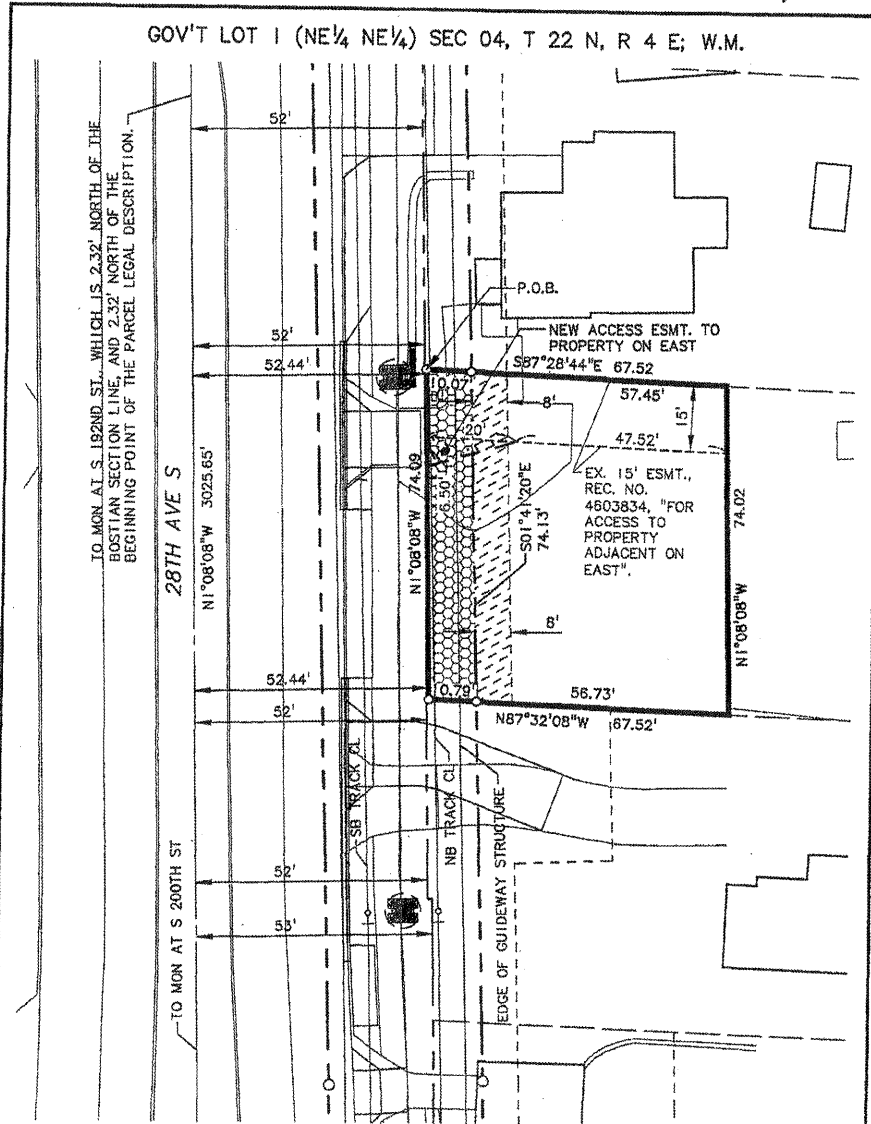 GOV'T LOT 1 (NE¼ NE¼) SEC 04, T 22 N, R 4 E; W.M.
TO MON AT S 192ND ST., WHICH IS 2.32' NORTH OF THE
BOSTIAN SECTION LINE, AND 2.32' NORTH OF THE
BEGINNING POINT OF THE PARCEL LEGAL DESCRIPTION.
52'
P.O.B.
NEW ACCESS ESMT. TO
PROPERTY ON EAST
52'
52.44'
S87°28'44"E 67.52
0.07'
57.45'
8'
15'
20'
47.52'
28TH AVE S
N1°08'08"W 3025.65'
N1°08'08"W 74.09
6.50'
S01°41'20"E
74.13'
EX. 15' ESMT.,
REC. NO.
4603834, "FOR
ACCESS TO
PROPERTY
ADJACENT ON
EAST".
74.02
N1°08'08"W
8'
52.44'
0.79'
56.73'
52'
N87°32'08"W 67.52'
SB TRACK CL
NB TRACK CL
EDGE OF GUIDEWAY STRUCTURE
TO MON AT S 200TH ST
52'
53'